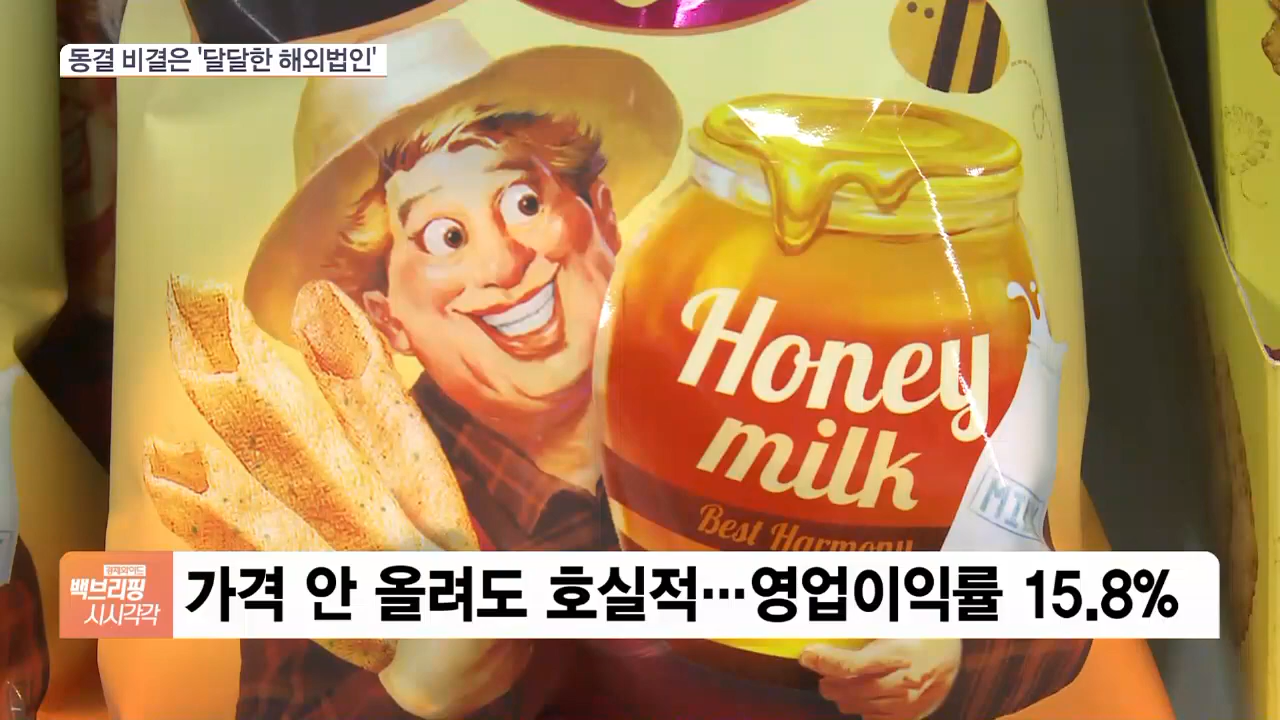 동결 비결은 '달달한 해외법인'
Honey
milk
Best Harmony
MILK
경제와이드
백브리핑
시시각각
가격 안 올려도 호실적…영업이익률 15.8%